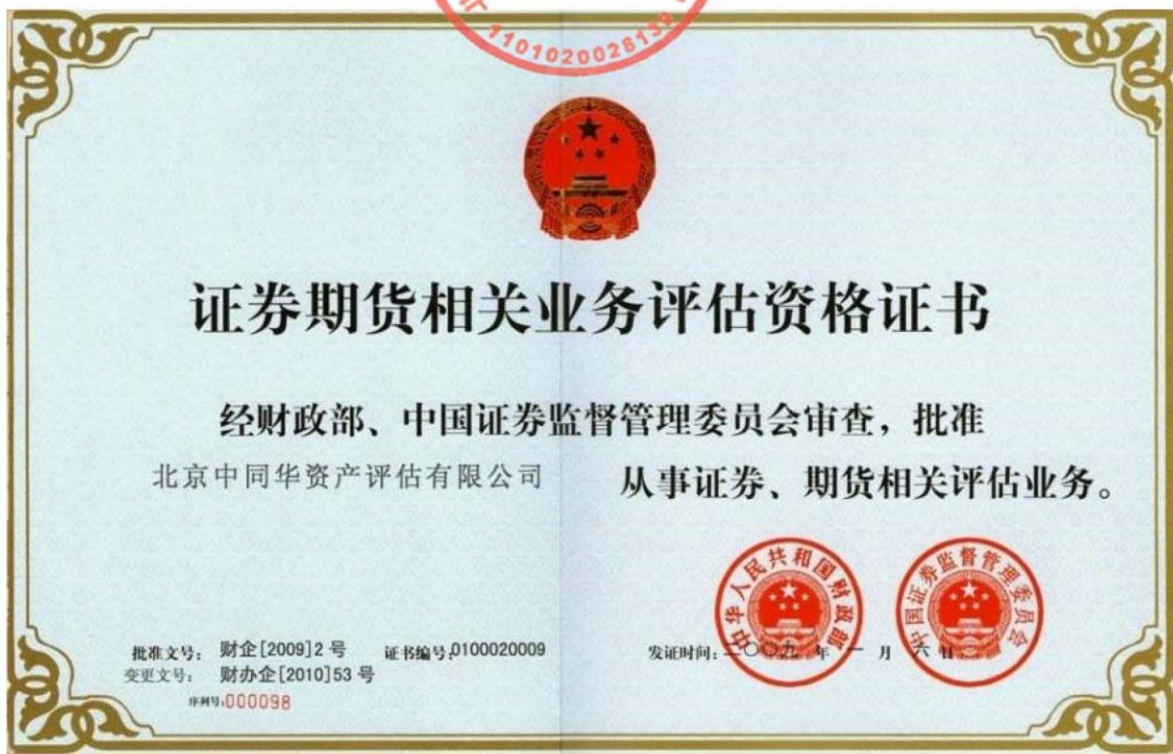 1101020028139
证券期货相关业务评估资格证书
经财政部、中国证券监督管理委员会审查，批准
北京中同华资产评估有限公司 从事证券、期货相关评估业务。
中华人民共和国财政部
中国证券监督管理委员会
批准文号： 财企[2009]2 号 证书编号：0100020009 发证时间：二〇〇九 年 一 月 六 日
变更文号： 财办企[2010]53 号
序列号：000098